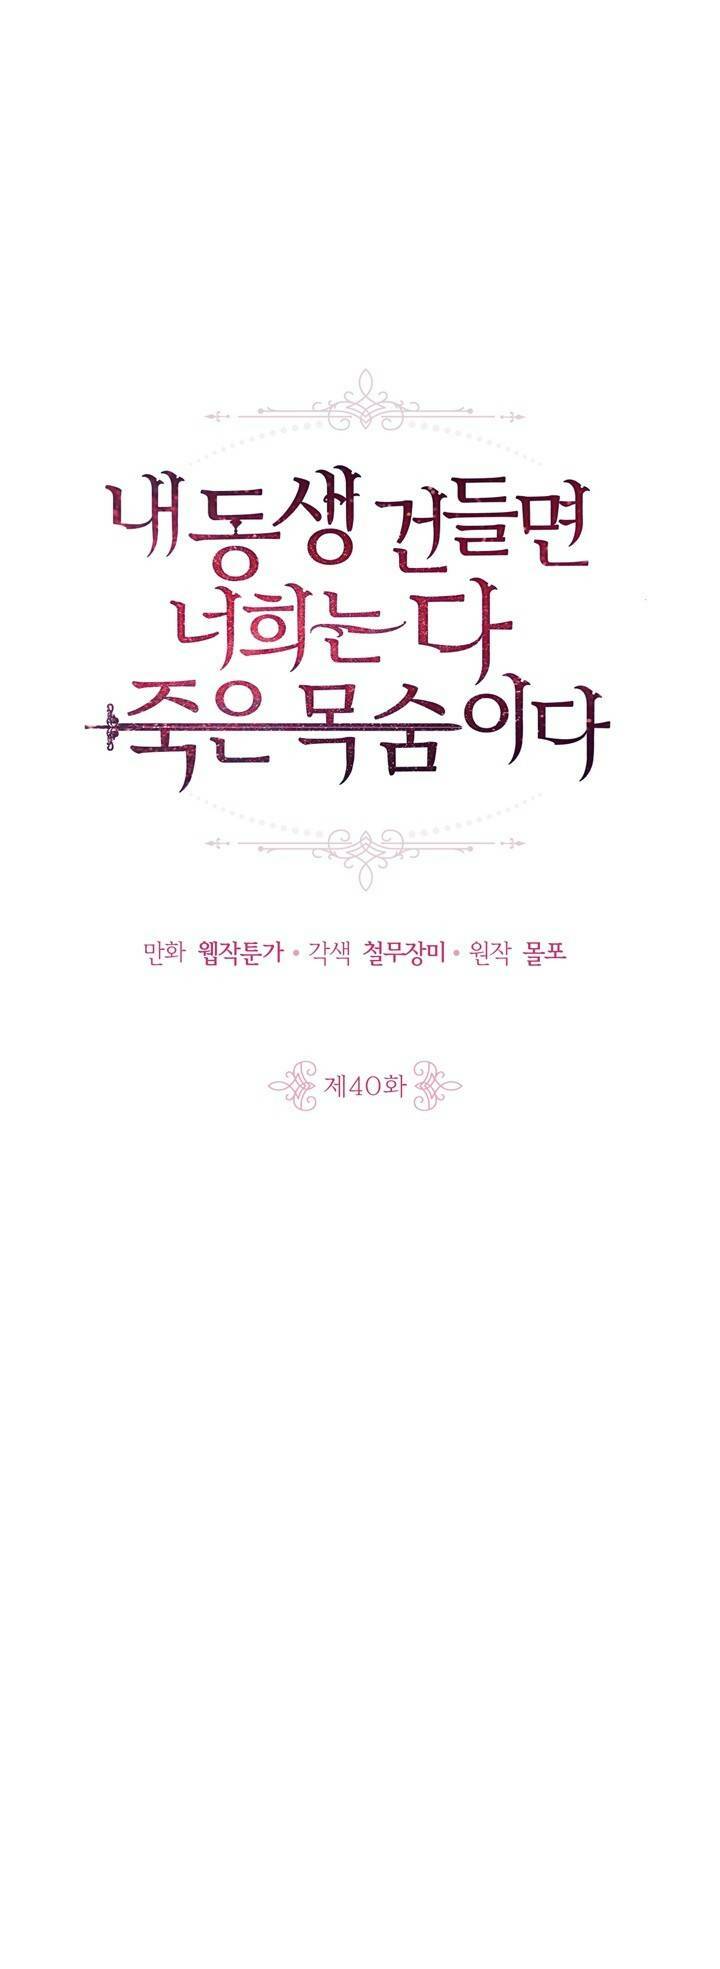 내 동생 건들면
너희는 다
죽은 목숨이다
만화 웹작튠가 • 각색 철무장미 • 원작 몰포
제40화